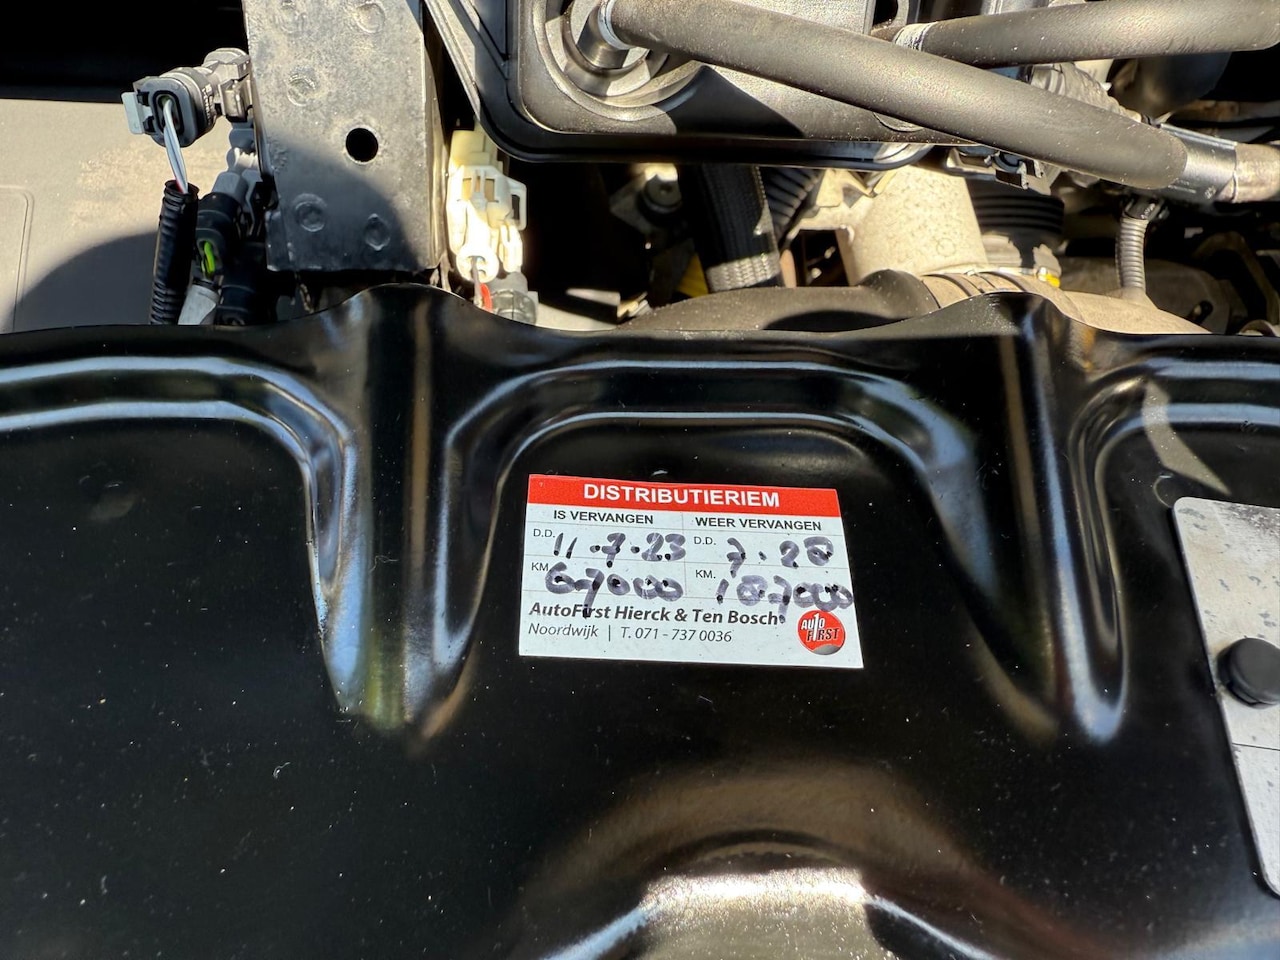 DISTRIBUTIERIEM
IS VERVANGEN WEER VERVANGEN
D.D. 11-7-23 D.D. 7-28
KM 67000 KM. 187000
AutoFirst Hierck & Ten Bosch
Noordwijk | T. 071 - 737 0036
AUTO
FIRST